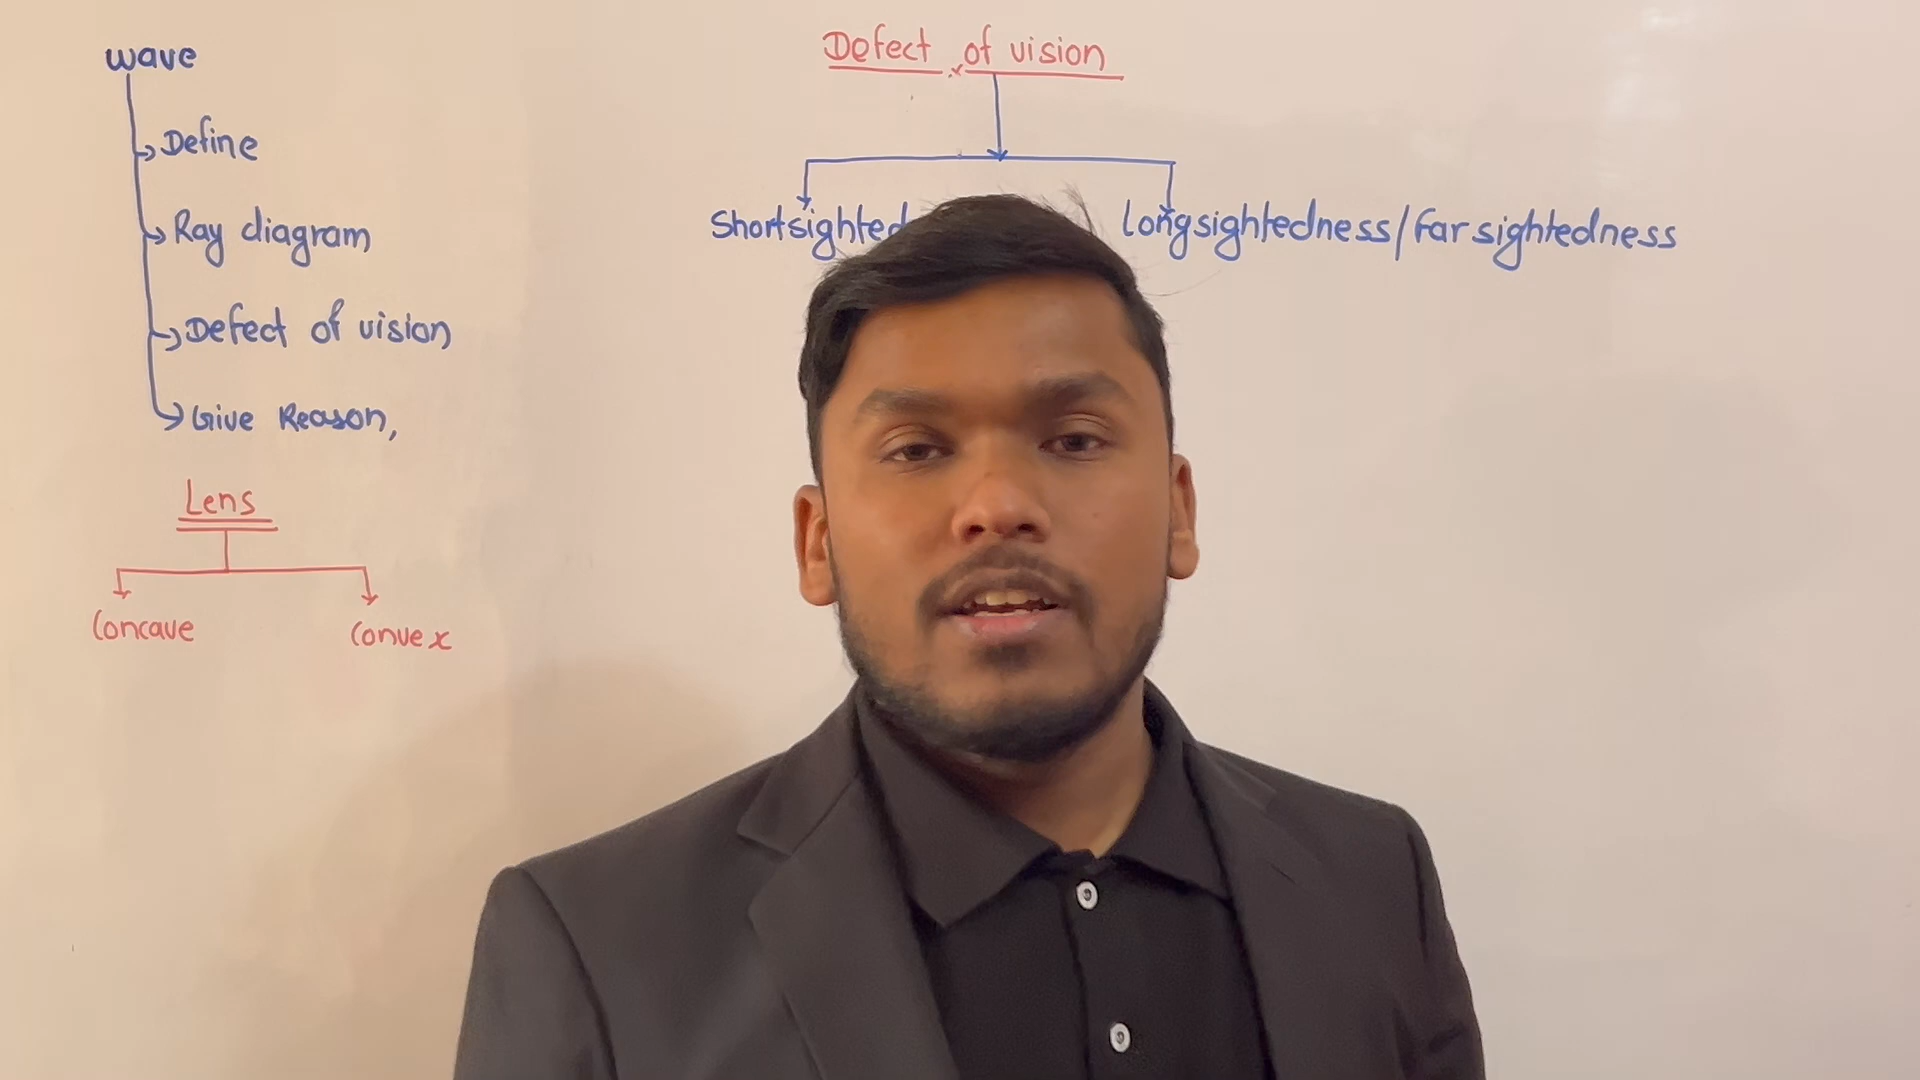 wave
Define
Ray diagram
Defect of vision
Give Reason,
Lens
Concave
Convex
Defect of vision
Shortsighted
Longsightedness/Farsightedness